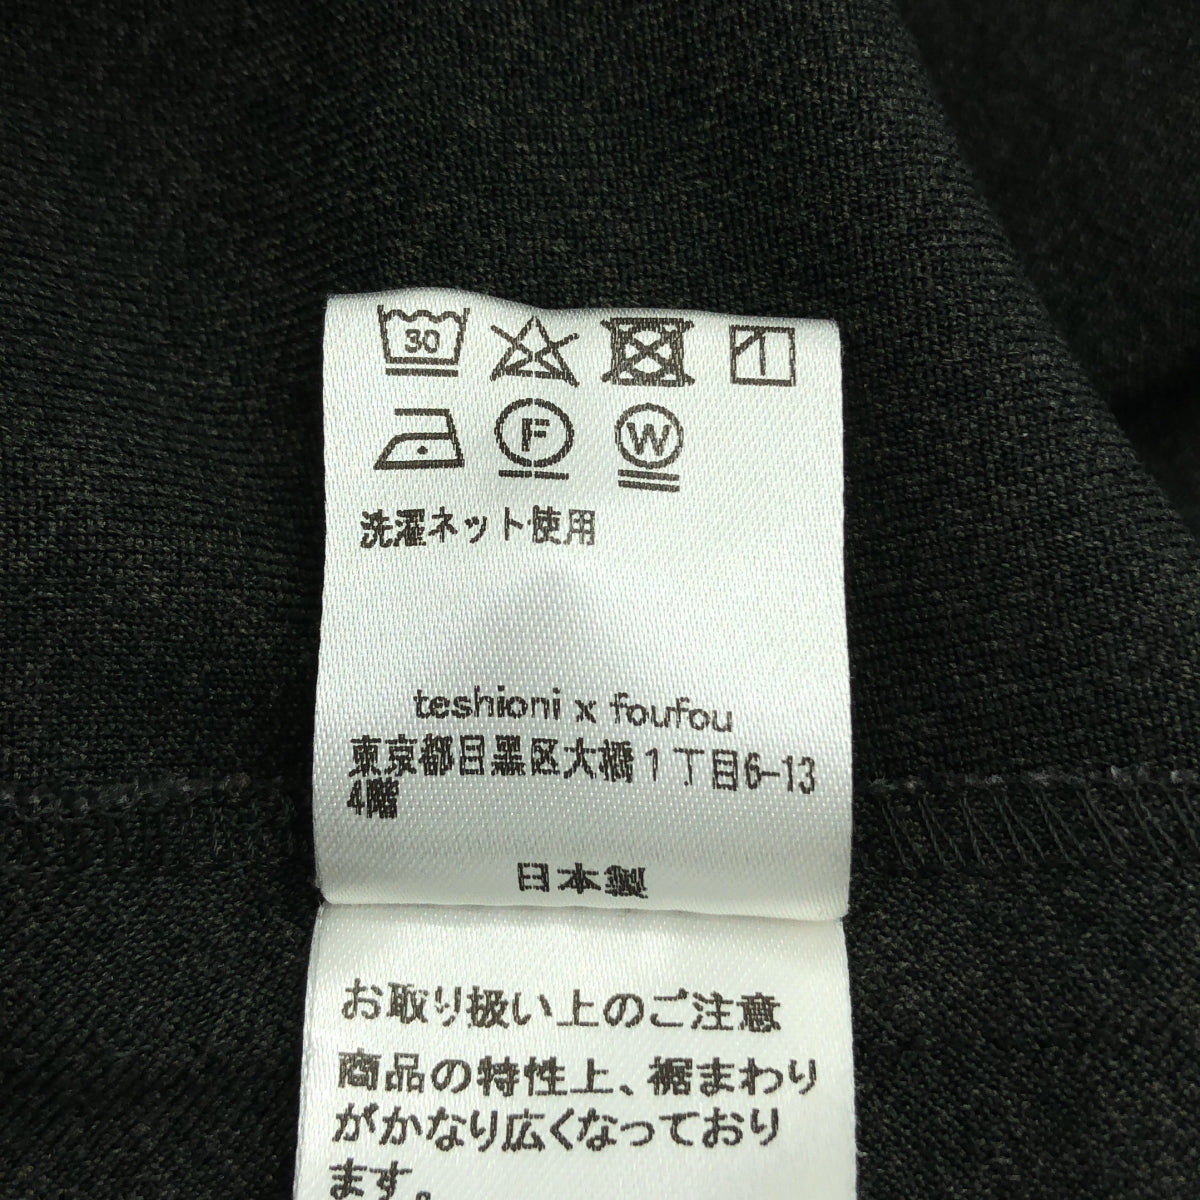 30
F W
洗濯ネット使用
teshioni x foufou
東京都目黒区大橋1丁目6-13
4階
日本製
お取り扱い上のご注意
商品の特性上、裾まわり
がかなり広くなっており
ます。